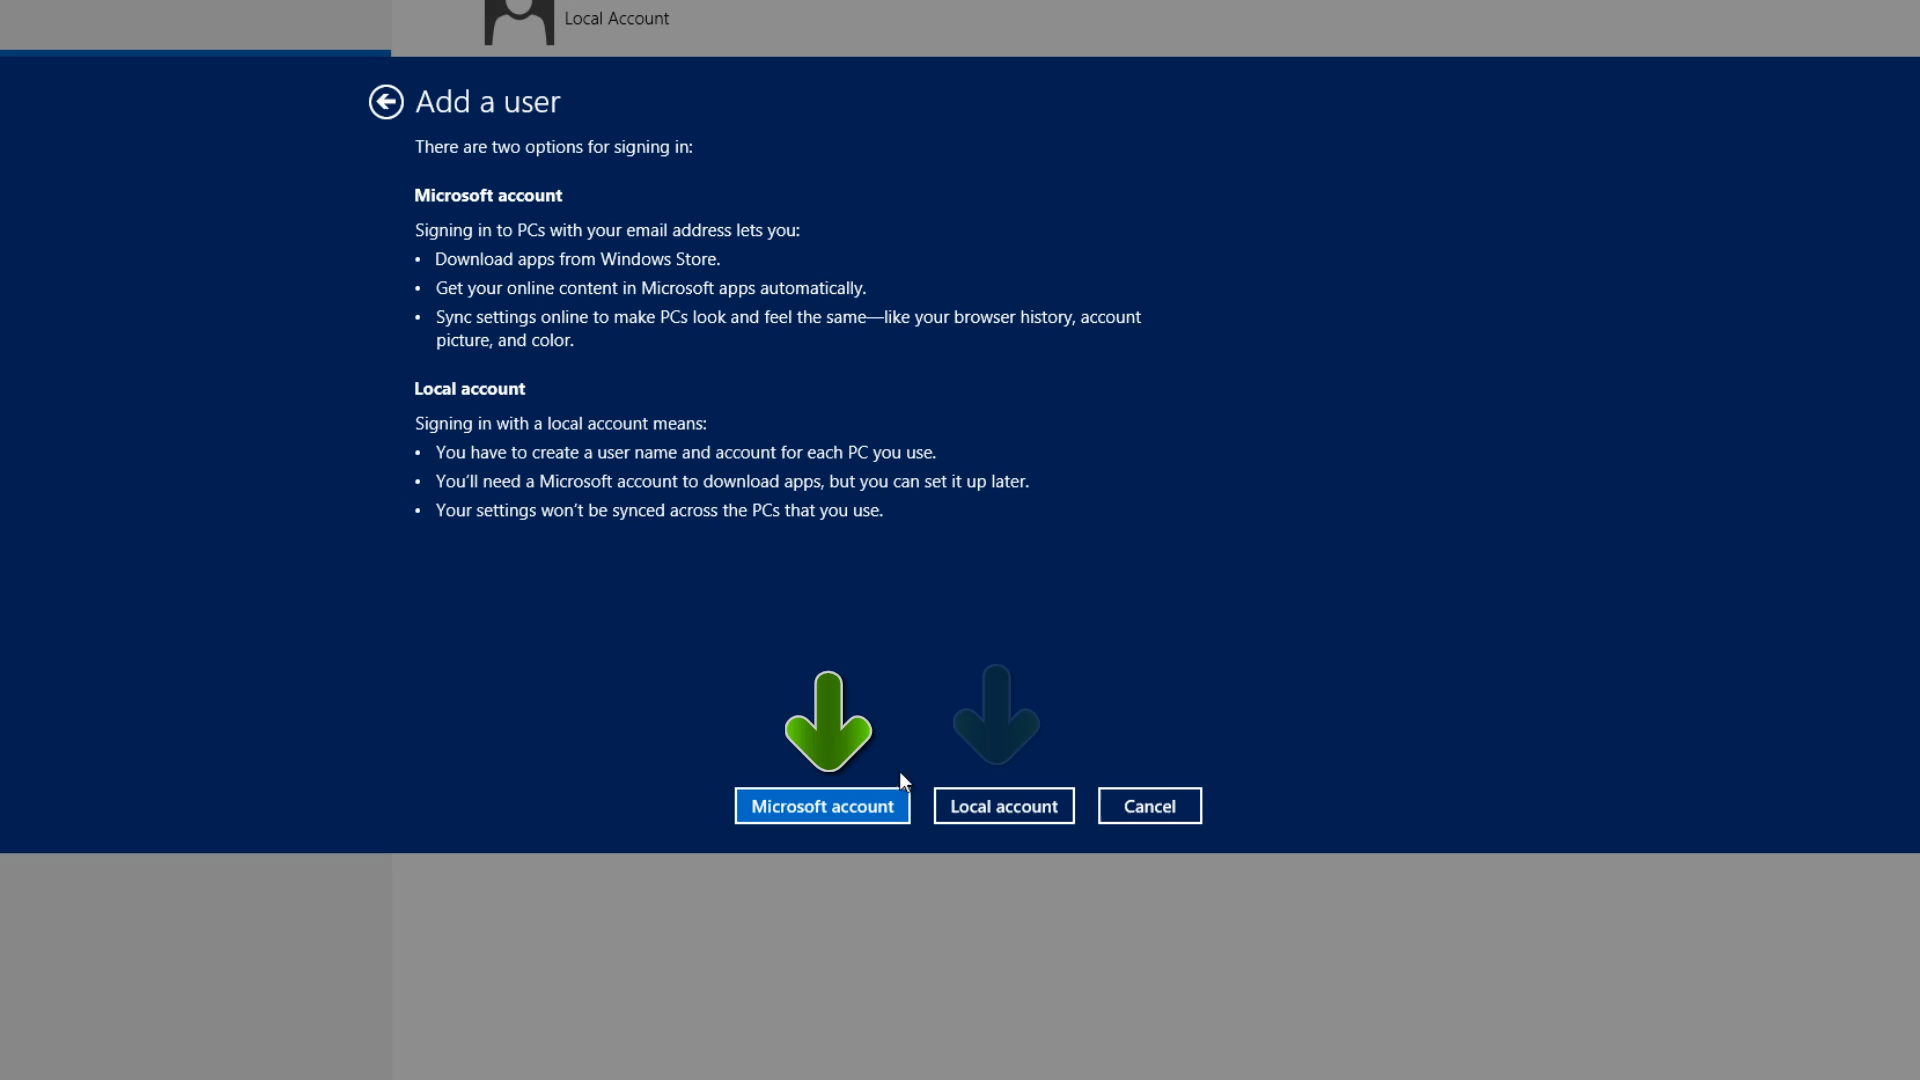 Local Account
Add a user
There are two options for signing in:
Microsoft account
Signing in to PCs with your email address lets you:
• Download apps from Windows Store.
• Get your online content in Microsoft apps automatically.
• Sync settings online to make PCs look and feel the same—like your browser history, account
picture, and color.
Local account
Signing in with a local account means:
• You have to create a user name and account for each PC you use.
• You’ll need a Microsoft account to download apps, but you can set it up later.
• Your settings won’t be synced across the PCs that you use.
Microsoft account Local account Cancel